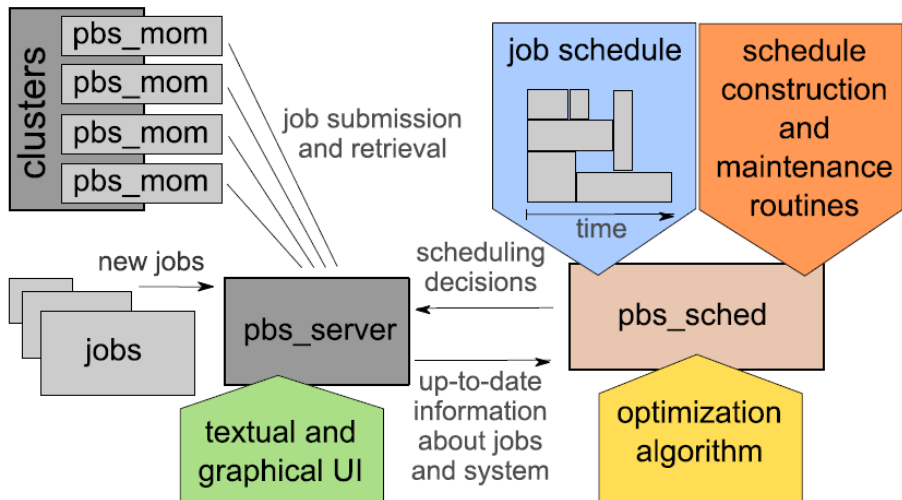 clusters
pbs_mom
pbs_mom
pbs_mom
pbs_mom
job submission
and retrieval
job schedule
time
schedule
construction
and
maintenance
routines
new jobs
jobs
pbs_server
scheduling
decisions
pbs_sched
up-to-date
information
about jobs
and system
textual and
graphical UI
optimization
algorithm